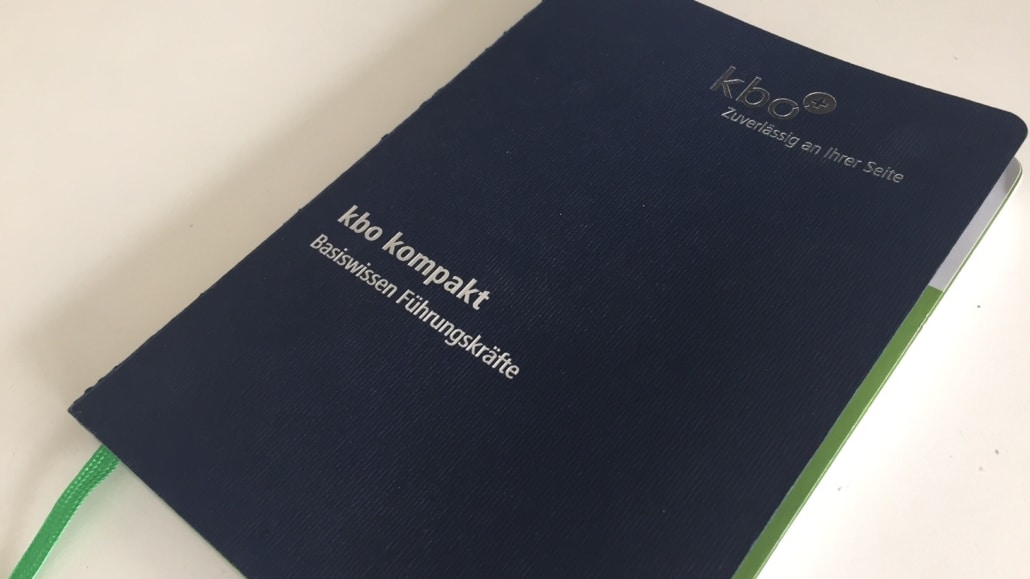 kbo
Zuverlässig an Ihrer Seite
kbo kompakt
Basiswissen Führungskräfte